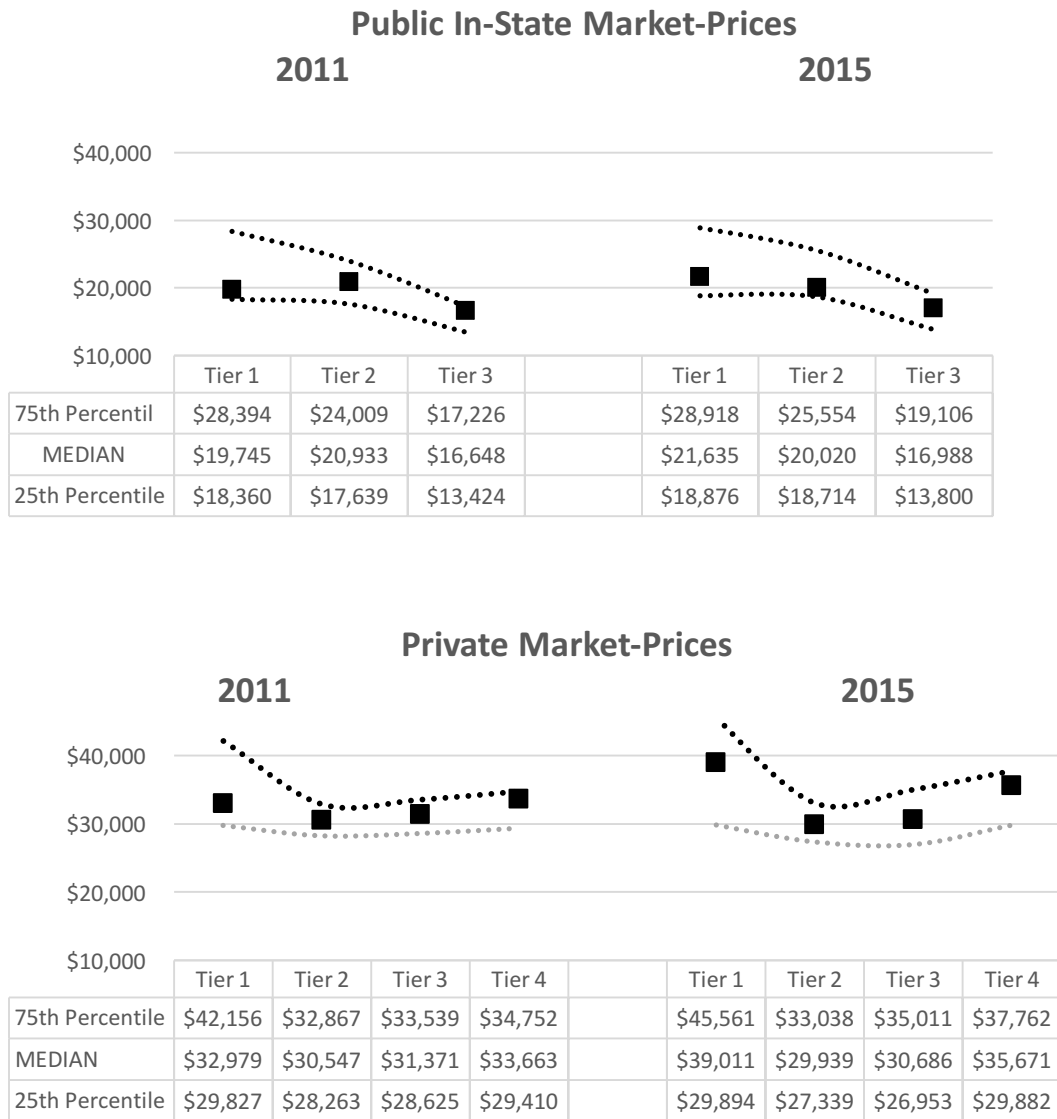 Public In-State Market-Prices
2011 2015
$40,000
$30,000
$20,000
$10,000
Tier 1 Tier 2 Tier 3 Tier 1 Tier 2 Tier 3
75th Percentil $28,394 $24,009 $17,226 $28,918 $25,554 $19,106
MEDIAN $19,745 $20,933 $16,648 $21,635 $20,020 $16,988
25th Percentile $18,360 $17,639 $13,424 $18,876 $18,714 $13,800
Private Market-Prices
2011 2015
$40,000
$30,000
$20,000
$10,000
Tier 1 Tier 2 Tier 3 Tier 4 Tier 1 Tier 2 Tier 3 Tier 4
75th Percentile $42,156 $32,867 $33,539 $34,752 $45,561 $33,038 $35,011 $37,762
MEDIAN $32,979 $30,547 $31,371 $33,663 $39,011 $29,939 $30,686 $35,671
25th Percentile $29,827 $28,263 $28,625 $29,410 $29,894 $27,339 $26,953 $29,882